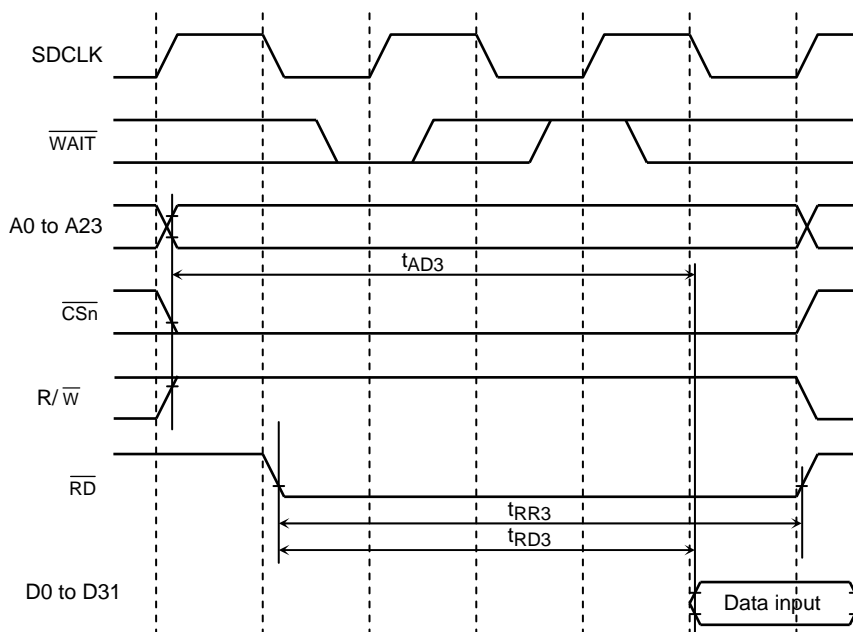 SDCLK
WAIT
A0 to A23
tAD3
CSn
R/ W
RD
tRR3
tRD3
D0 to D31
Data input